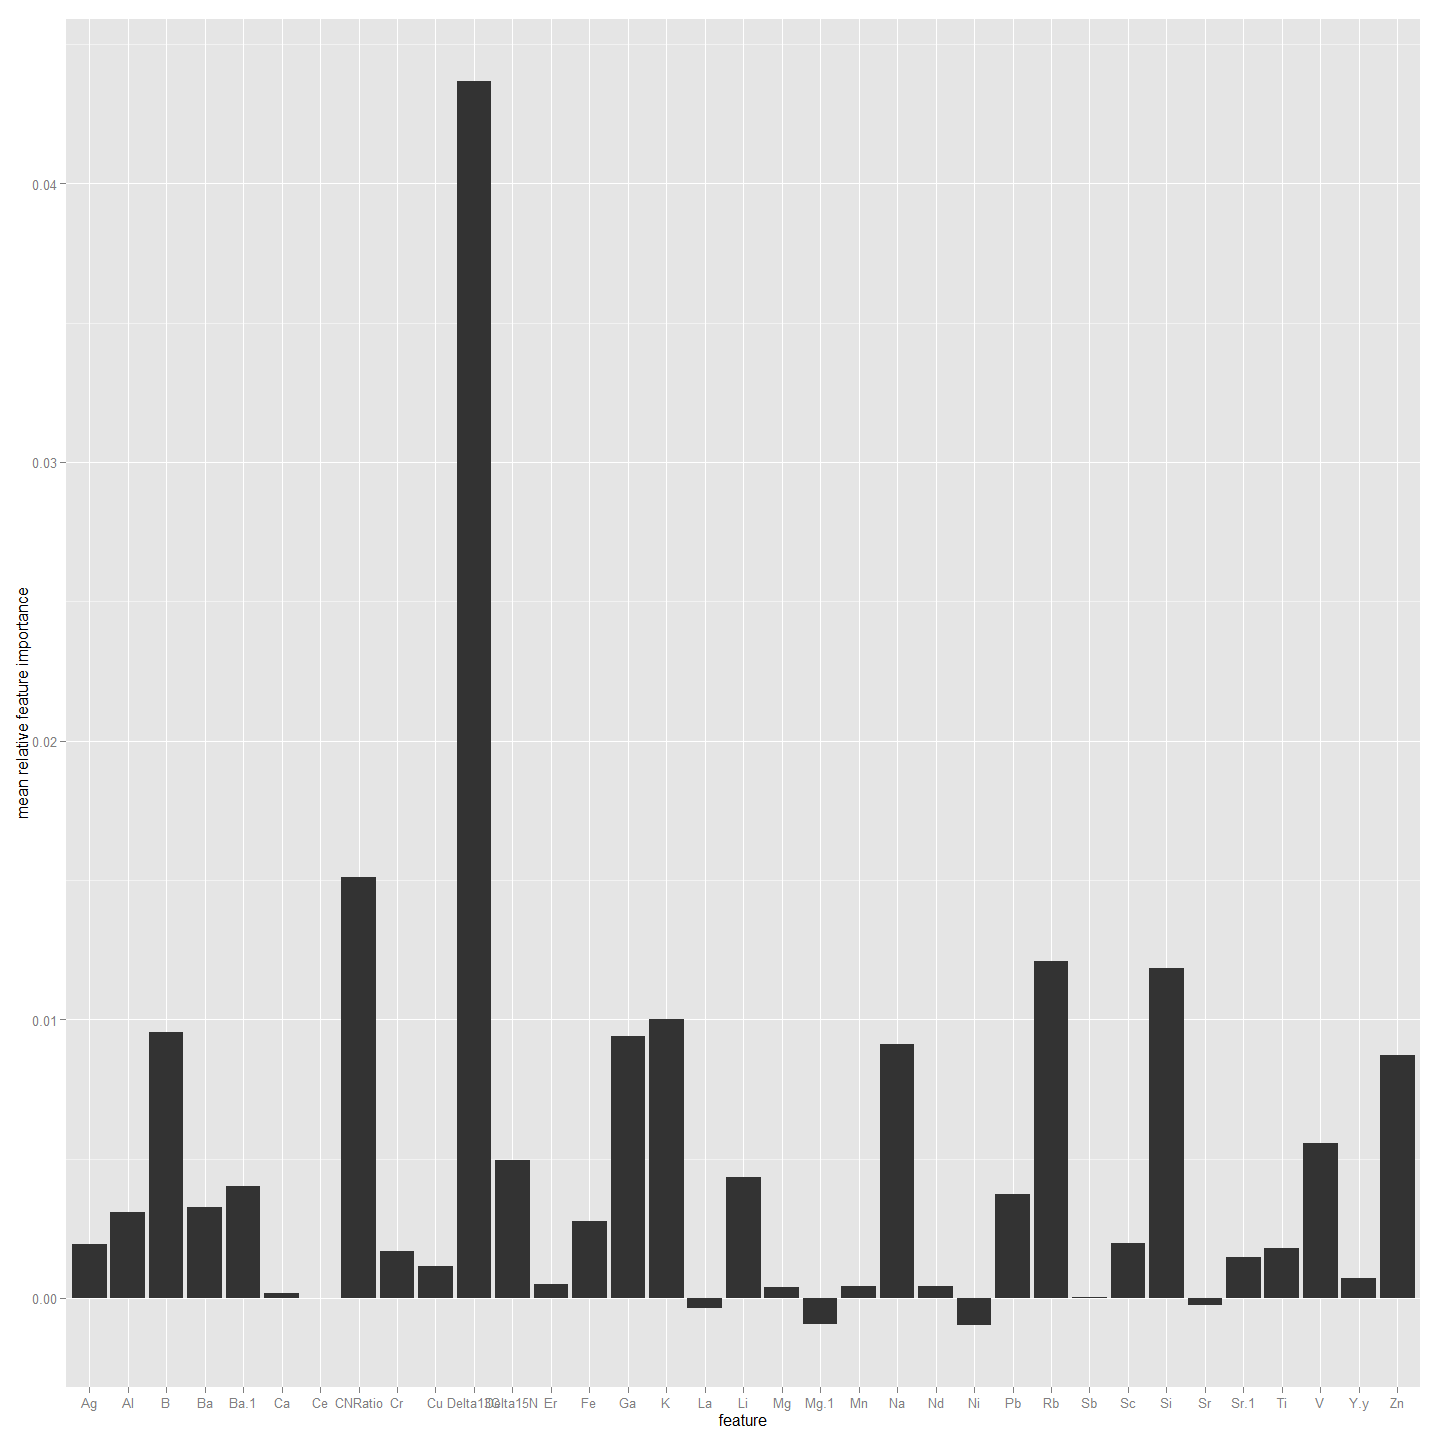 mean relative feature importance
0.04
0.03
0.02
0.01
0.00
Ag Al B Ba Ba.1 Ca Ce CNRatio Cr Cu Delta13C Delta15N Er Fe Ga K La Li Mg Mg.1 Mn Na Nd Ni Pb Rb Sb Sc Si Sr Sr.1 Ti V Y.y Zn
feature